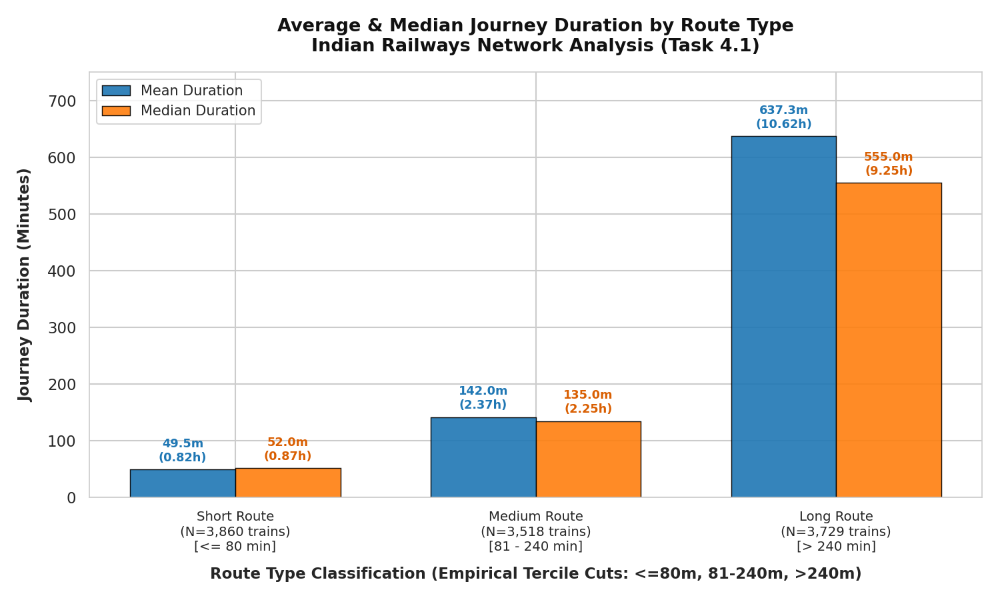 Average & Median Journey Duration by Route Type
Indian Railways Network Analysis (Task 4.1)
Mean Duration
Median Duration
Journey Duration (Minutes)
700
600
500
400
300
200
100
0
49.5m
(0.82h)
52.0m
(0.87h)
142.0m
(2.37h)
135.0m
(2.25h)
637.3m
(10.62h)
555.0m
(9.25h)
Short Route
(N=3,860 trains)
[<= 80 min]
Medium Route
(N=3,518 trains)
[81 - 240 min]
Long Route
(N=3,729 trains)
[> 240 min]
Route Type Classification (Empirical Tercile Cuts: <=80m, 81-240m, >240m)